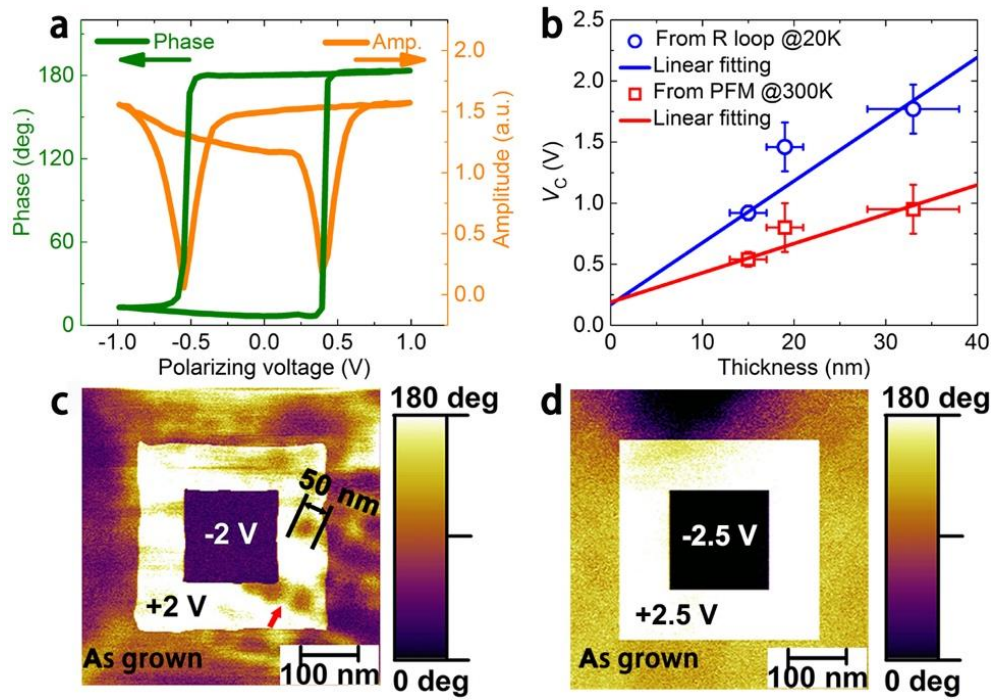 a
Phase
Amp.
Phase (deg.)
180
120
60
0
2.0
1.5
1.0
0.5
0.0
Amplitude (a.u.)
-1.0 -0.5 0.0 0.5 1.0
Polarizing voltage (V)
b
From R loop @20K
Linear fitting
From PFM @300K
Linear fitting
V_C (V)
2.5
2.0
1.5
1.0
0.5
0.0
0 10 20 30 40
Thickness (nm)
c
50 nm
-2 V
+2 V
As grown
100 nm
180 deg
0 deg
d
-2.5 V
+2.5 V
As grown
100 nm
180 deg
0 deg